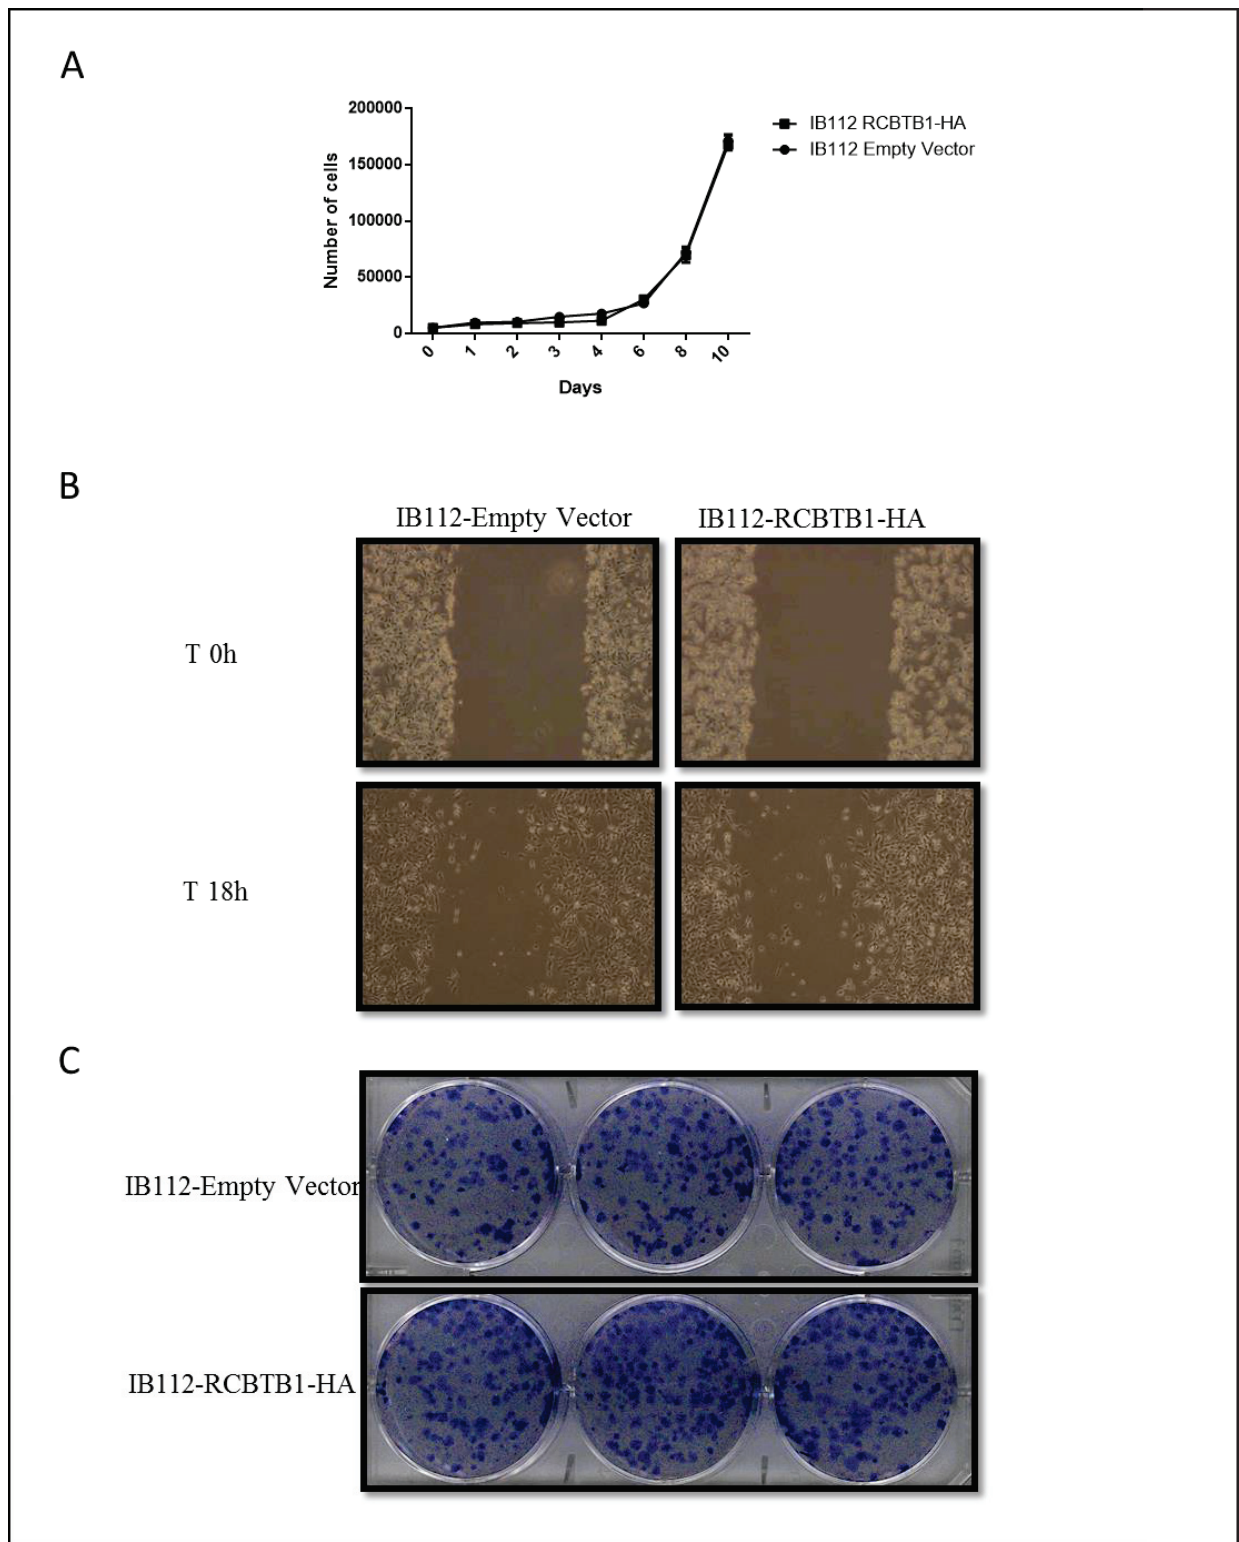 A
200000
150000
100000
50000
0
Number of cells
0 1 2 3 4 6 8 10
Days
IB112 RCBTB1-HA
IB112 Empty Vector
B
IB112-Empty Vector IB112-RCBTB1-HA
T 0h
T 18h
C
IB112-Empty Vector
IB112-RCBTB1-HA